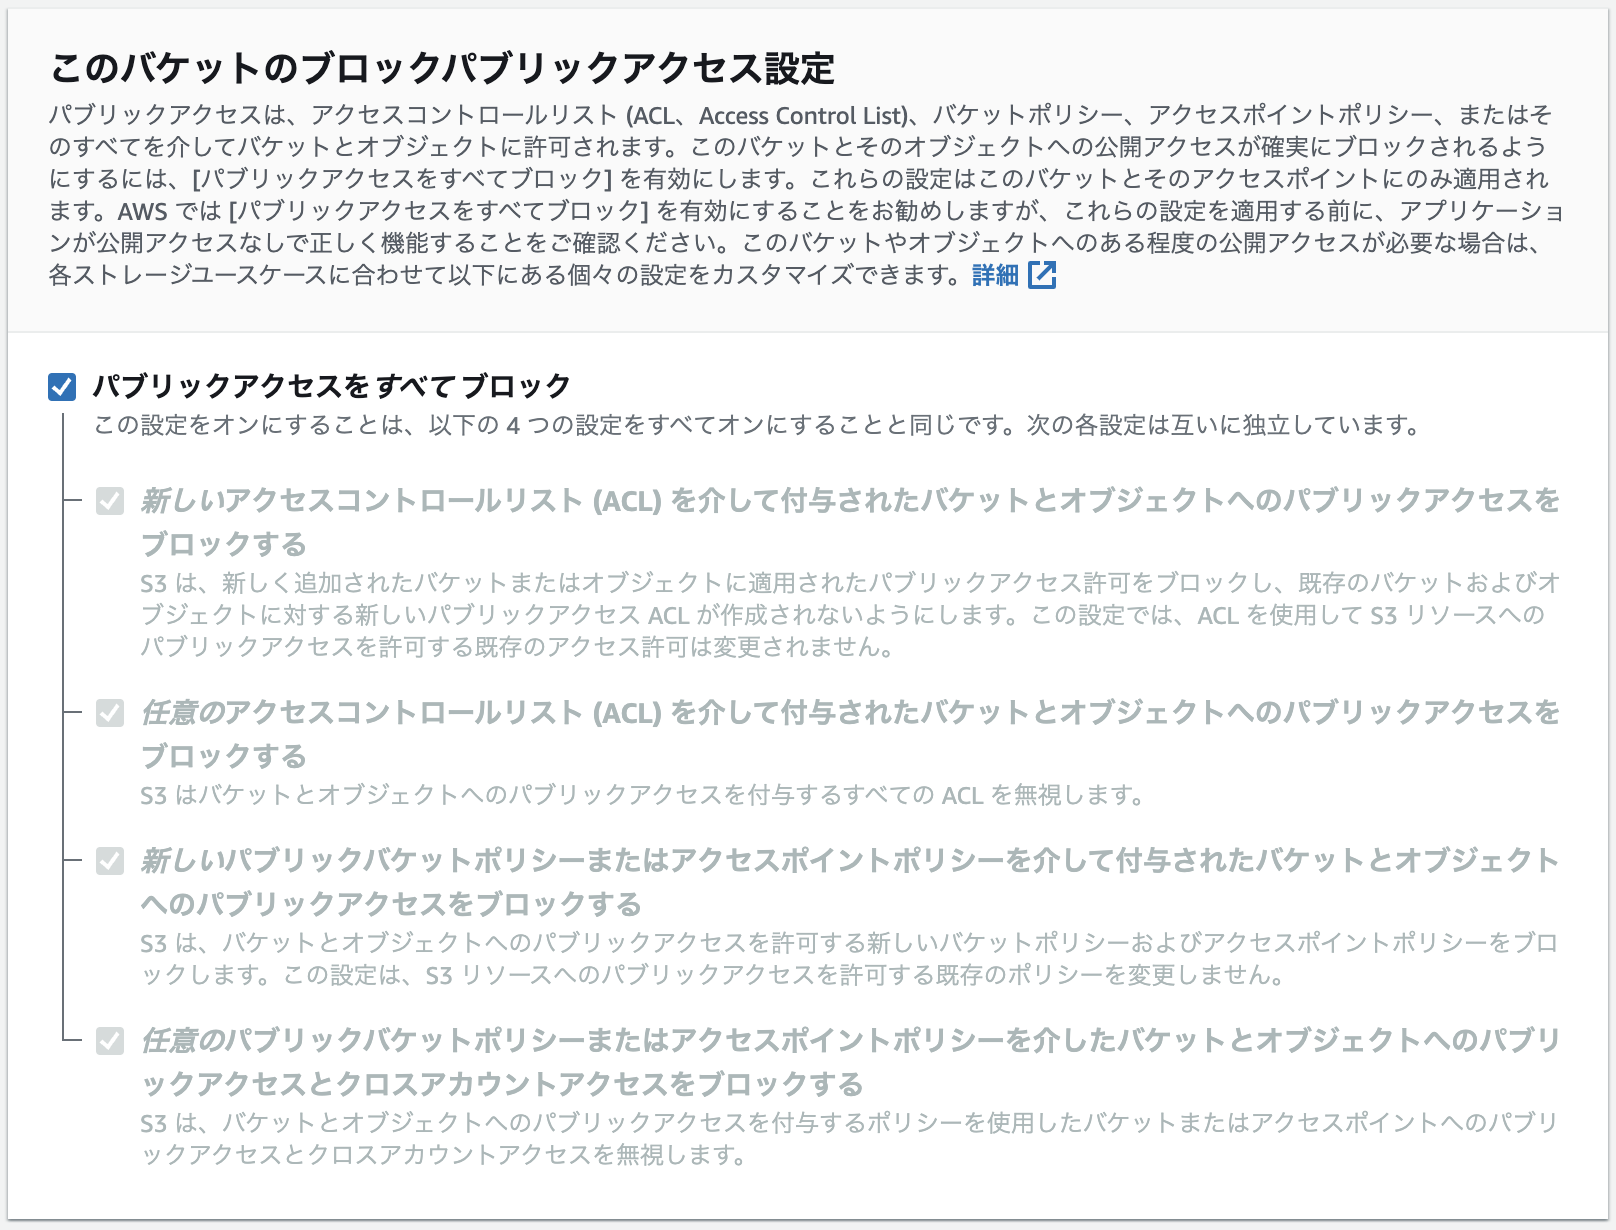 このバケットのブロックパブリックアクセス設定
パブリックアクセスは、アクセスコントロールリスト (ACL、Access Control List)、バケットポリシー、アクセスポイントポリシー、またはそ
のすべてを介してバケットとオブジェクトに許可されます。このバケットとそのオブジェクトへの公開アクセスが確実にブロックされるよう
にするには、[パブリックアクセスをすべてブロック] を有効にします。これらの設定はこのバケットとそのアクセスポイントにのみ適用され
ます。AWS では [パブリックアクセスをすべてブロック] を有効にすることをお勧めしますが、これらの設定を適用する前に、アプリケーショ
ンが公開アクセスなしで正しく機能することをご確認ください。このバケットやオブジェクトへのある程度の公開アクセスが必要な場合は、
各ストレージユースケースに合わせて以下にある個々の設定をカスタマイズできます。詳細
パブリックアクセスをすべてブロック
この設定をオンにすることは、以下の 4 つの設定をすべてオンにすることと同じです。次の各設定は互いに独立しています。
新しいアクセスコントロールリスト (ACL) を介して付与されたバケットとオブジェクトへのパブリックアクセスを
ブロックする
S3 は、新しく追加されたバケットまたはオブジェクトに適用されたパブリックアクセス許可をブロックし、既存のバケットおよびオ
ブジェクトに対する新しいパブリックアクセス ACL が作成されないようにします。この設定では、ACL を使用して S3 リソースへの
パブリックアクセスを許可する既存のアクセス許可は変更されません。
任意のアクセスコントロールリスト (ACL) を介して付与されたバケットとオブジェクトへのパブリックアクセスを
ブロックする
S3 はバケットとオブジェクトへのパブリックアクセスを付与するすべての ACL を無視します。
新しいパブリックバケットポリシーまたはアクセスポイントポリシーを介して付与されたバケットとオブジェクト
へのパブリックアクセスをブロックする
S3 は、バケットとオブジェクトへのパブリックアクセスを許可する新しいバケットポリシーおよびアクセスポイントポリシーをブロ
ックします。この設定は、S3 リソースへのパブリックアクセスを許可する既存のポリシーを変更しません。
任意のパブリックバケットポリシーまたはアクセスポイントポリシーを介したバケットとオブジェクトへのパブリ
ックアクセスとクロスアカウントアクセスをブロックする
S3 は、バケットとオブジェクトへのパブリックアクセスを付与するポリシーを使用したバケットまたはアクセスポイントへのパブリ
ックアクセスとクロスアカウントアクセスを無視します。